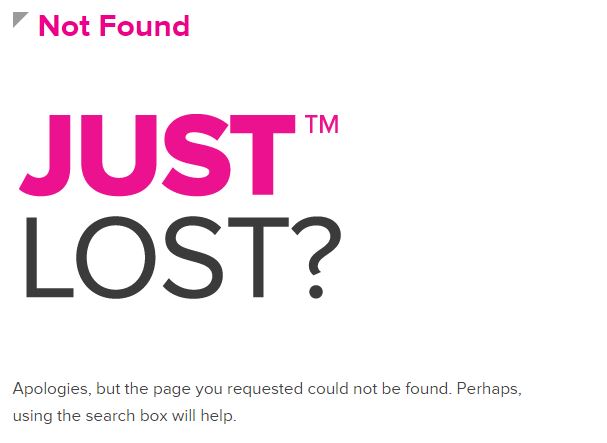 Not Found
JUST™
LOST?
Apologies, but the page you requested could not be found. Perhaps,
using the search box will help.